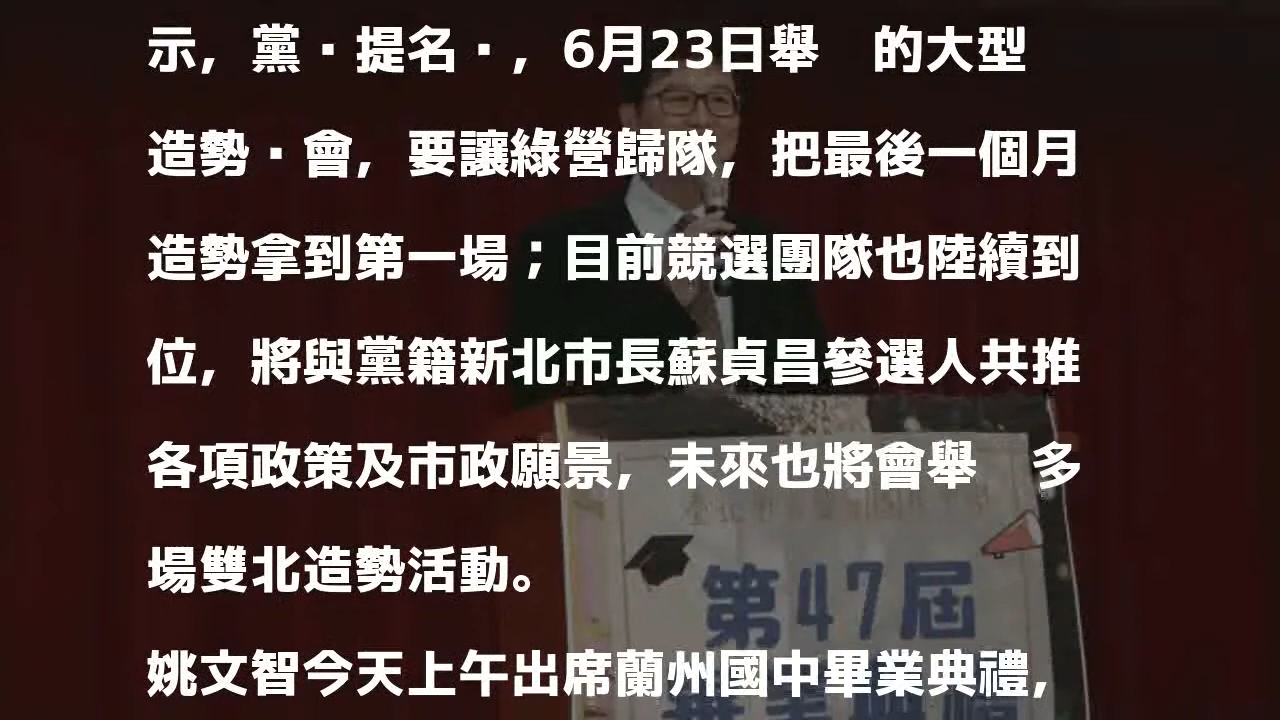 示，黨·提名·，6月23日舉　的大型
造勢·會，要讓綠營歸隊，把最後一個月
造勢拿到第一場；目前競選團隊也陸續到
位，將與黨籍新北市長蘇貞昌參選人共推
各項政策及市政願景，未來也將會舉　多
場雙北造勢活動。
姚文智今天上午出席蘭州國中畢業典禮，
第47屆
畢業典禮